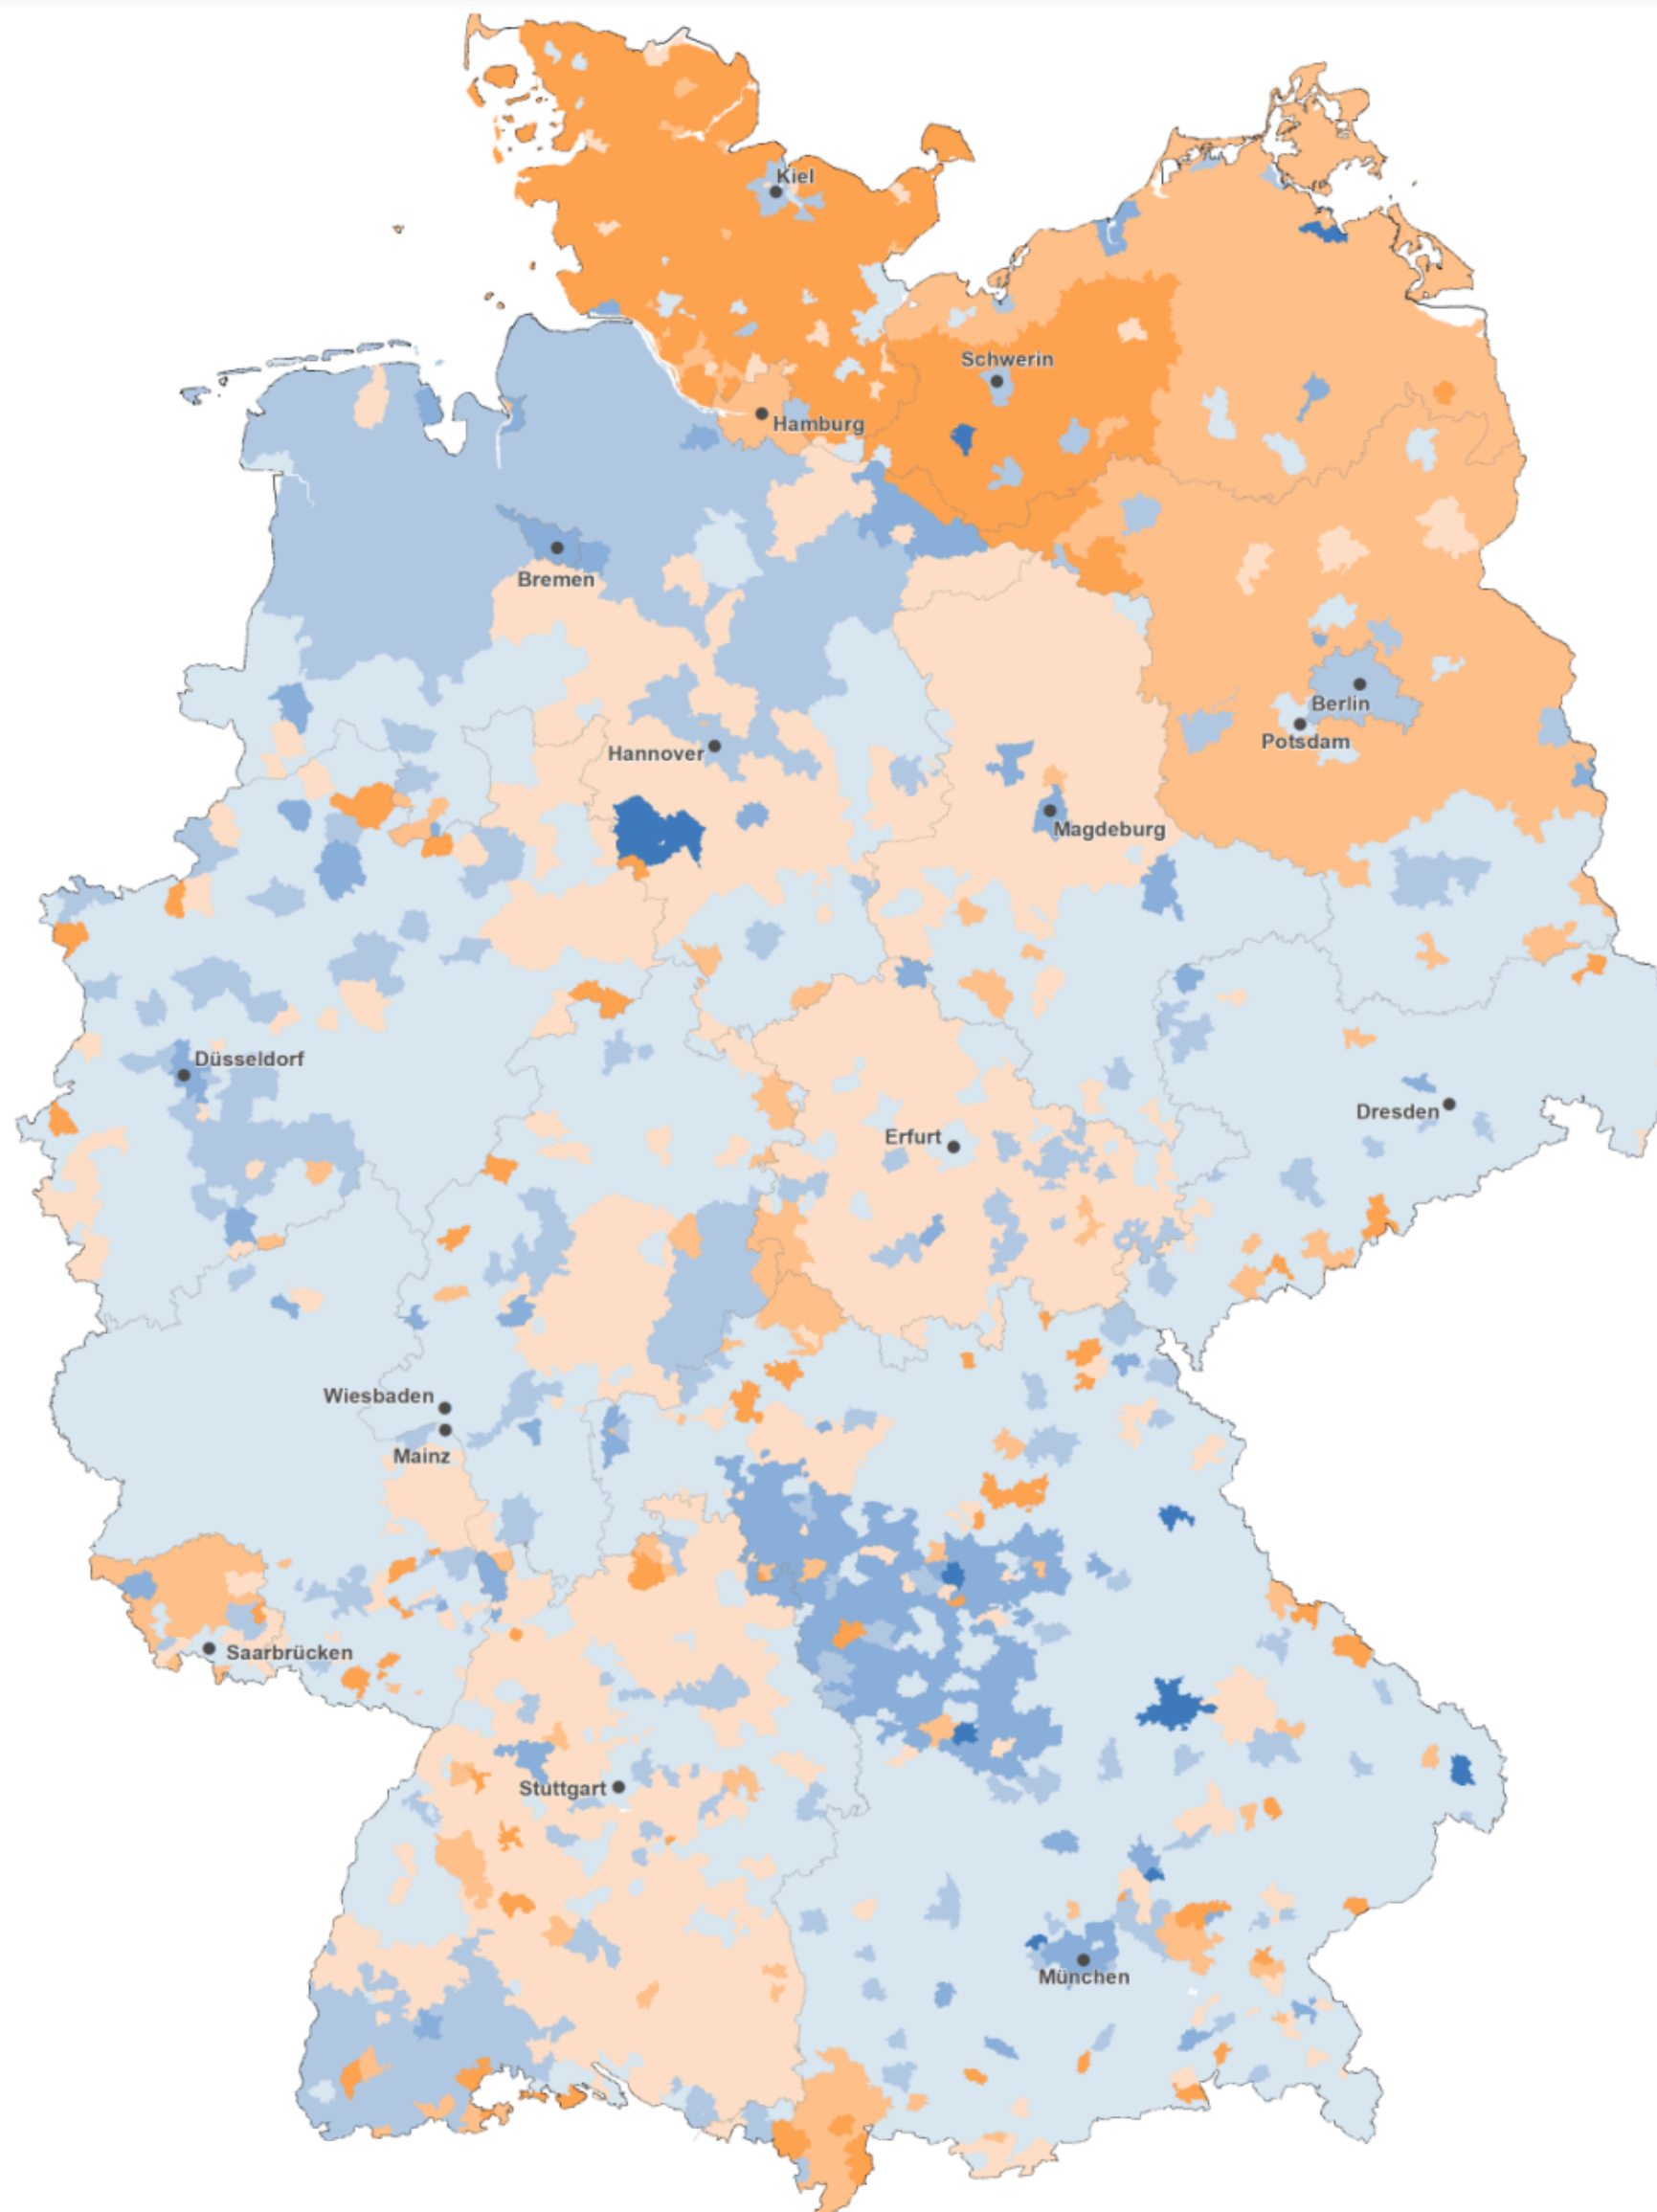 Kiel
Schwerin
Hamburg
Bremen
Berlin
Potsdam
Hannover
Magdeburg
Düsseldorf
Dresden
Erfurt
Wiesbaden
Mainz
Saarbrücken
Stuttgart
München